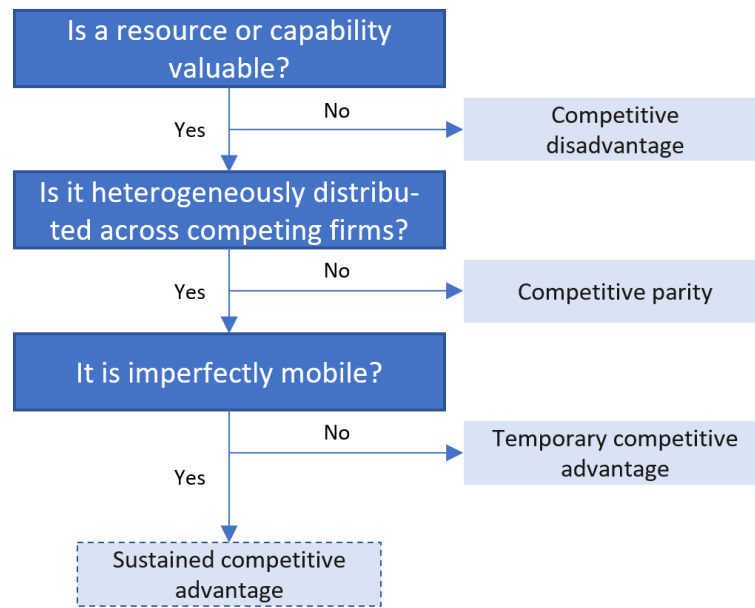 Is a resource or capability
valuable?
No
Yes
Competitive
disadvantage
Is it heterogeneously distribu-
ted across competing firms?
No
Yes
Competitive parity
It is imperfectly mobile?
No
Temporary competitive
advantage
Yes
Sustained competitive
advantage